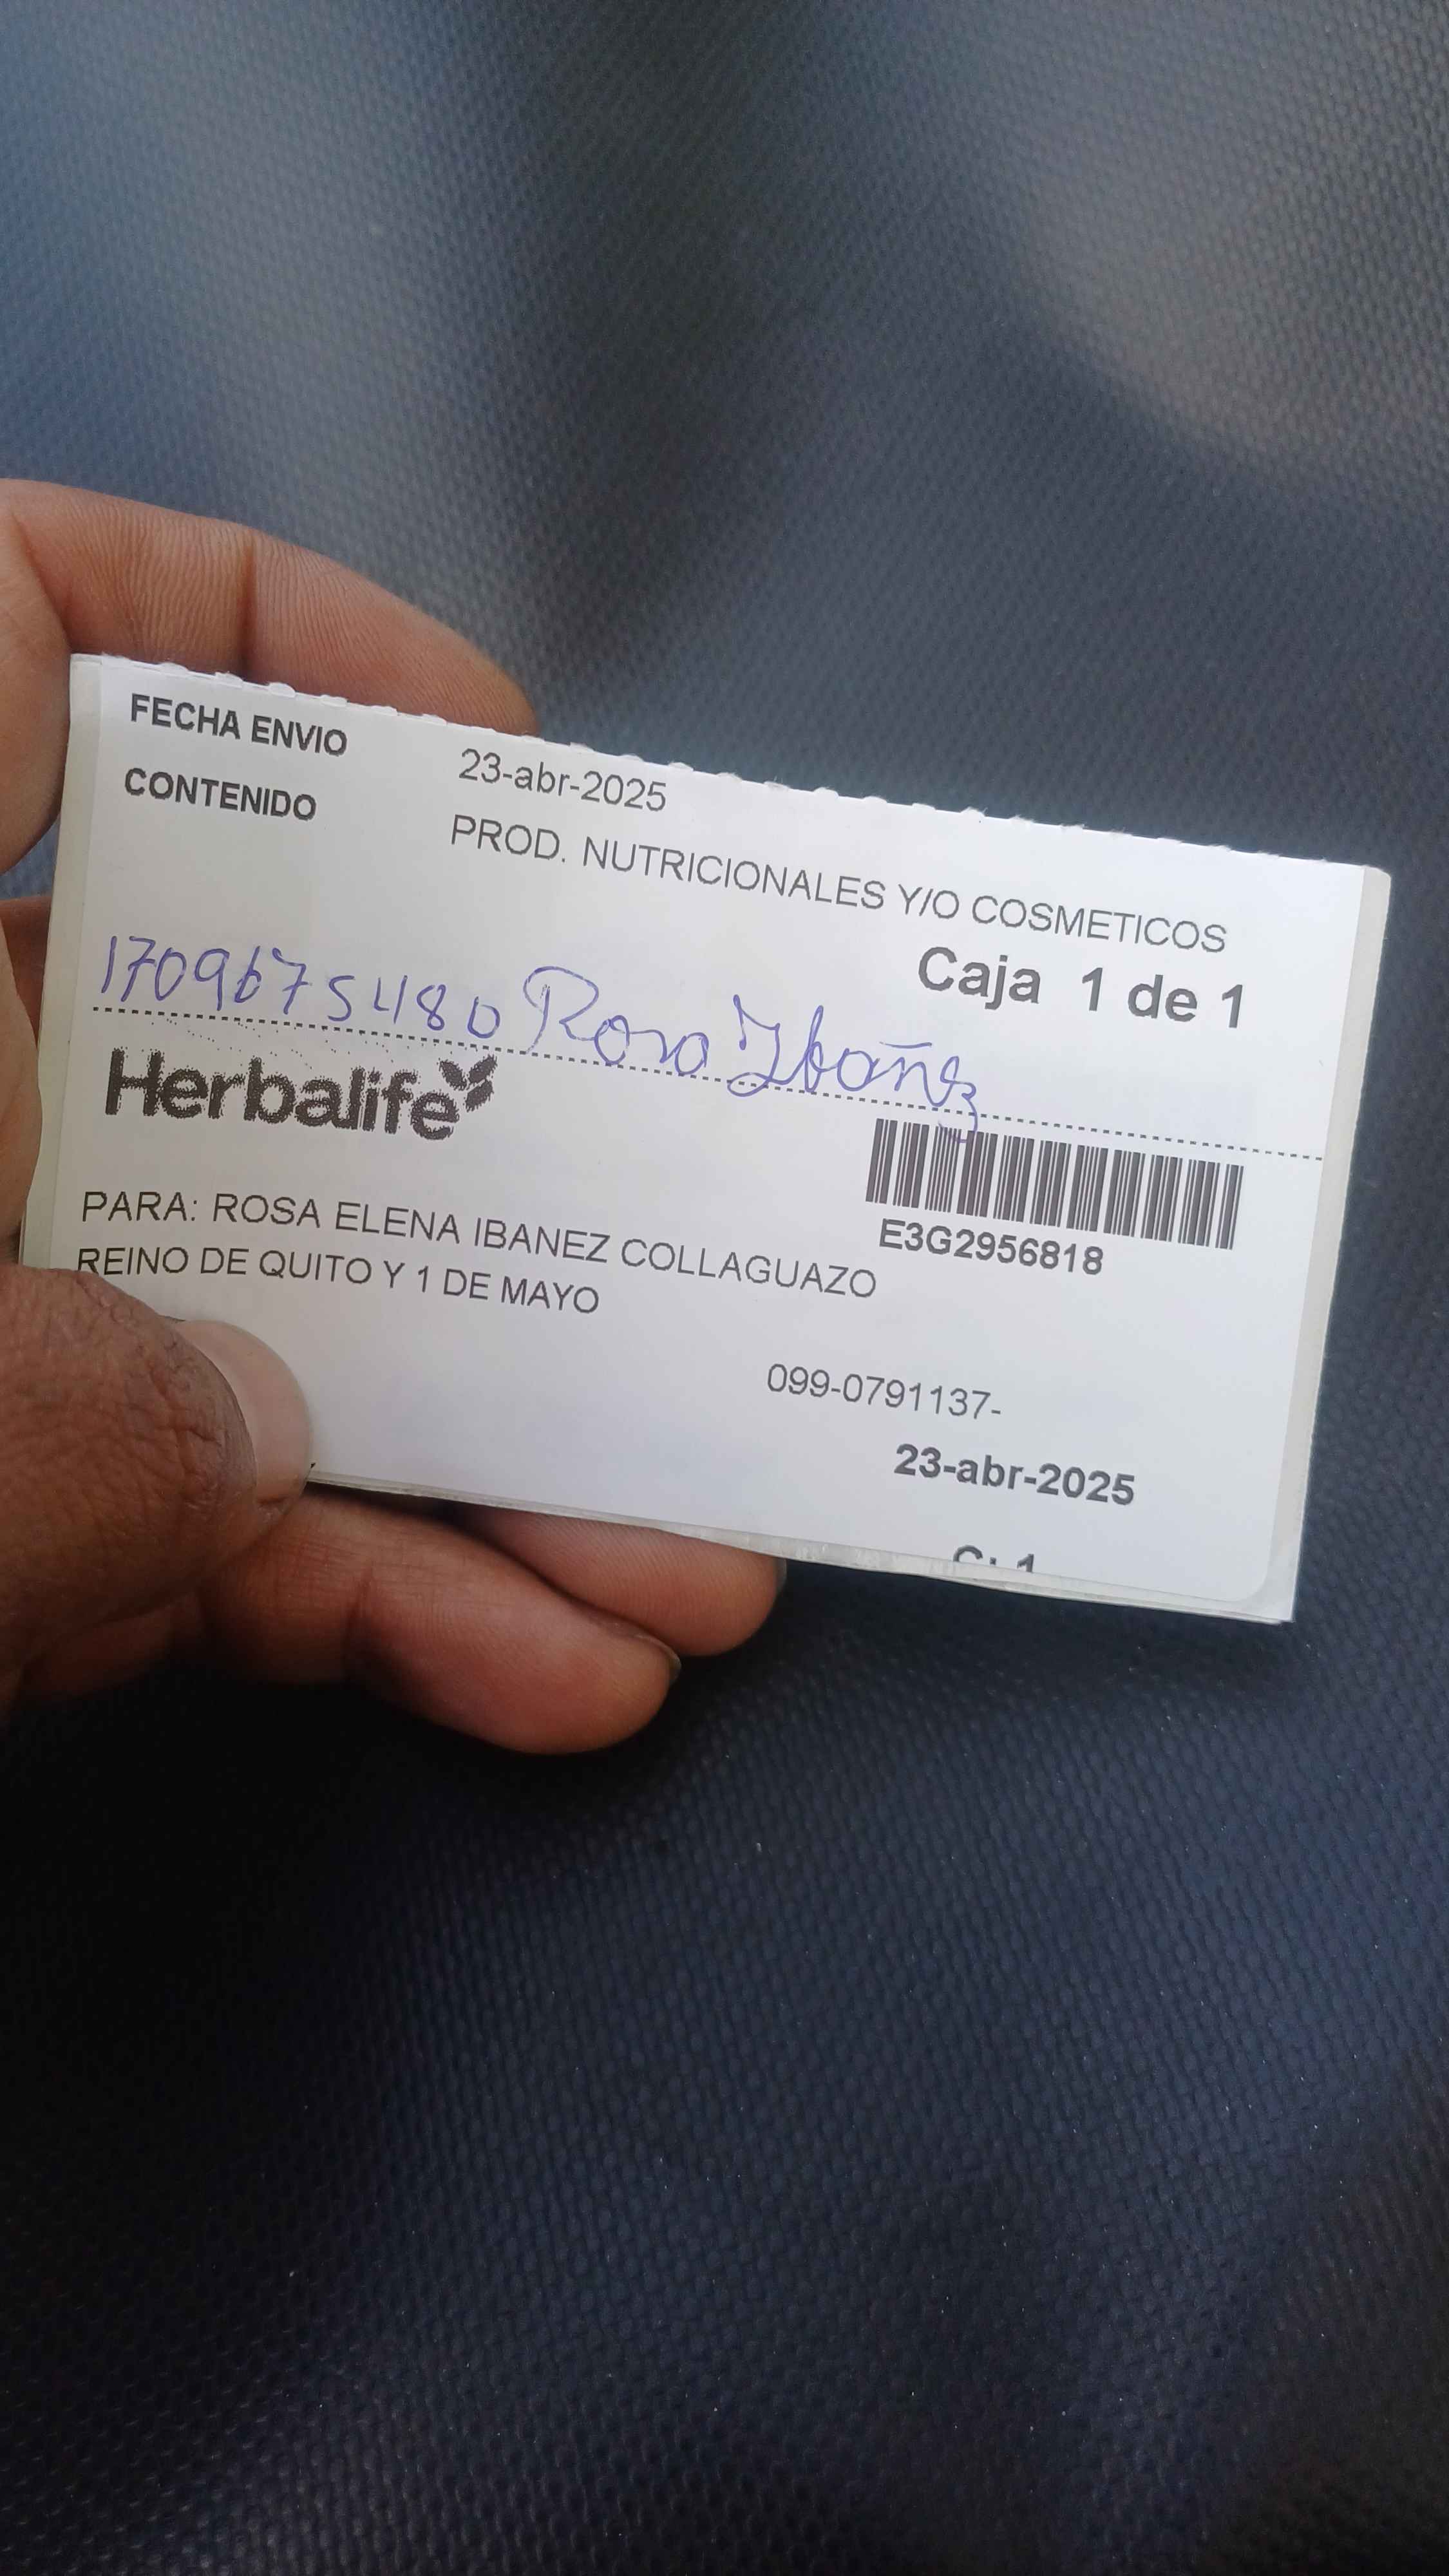 FECHA ENVIO 23-abr-2025
CONTENIDO PROD. NUTRICIONALES Y/O COSMETICOS
Caja 1 de 1
1709675480 Rosa Ibañez
Herbalife
E3G2956818
PARA: ROSA ELENA IBANEZ COLLAGUAZO
REINO DE QUITO Y 1 DE MAYO
099-0791137-
23-abr-2025
C: 1